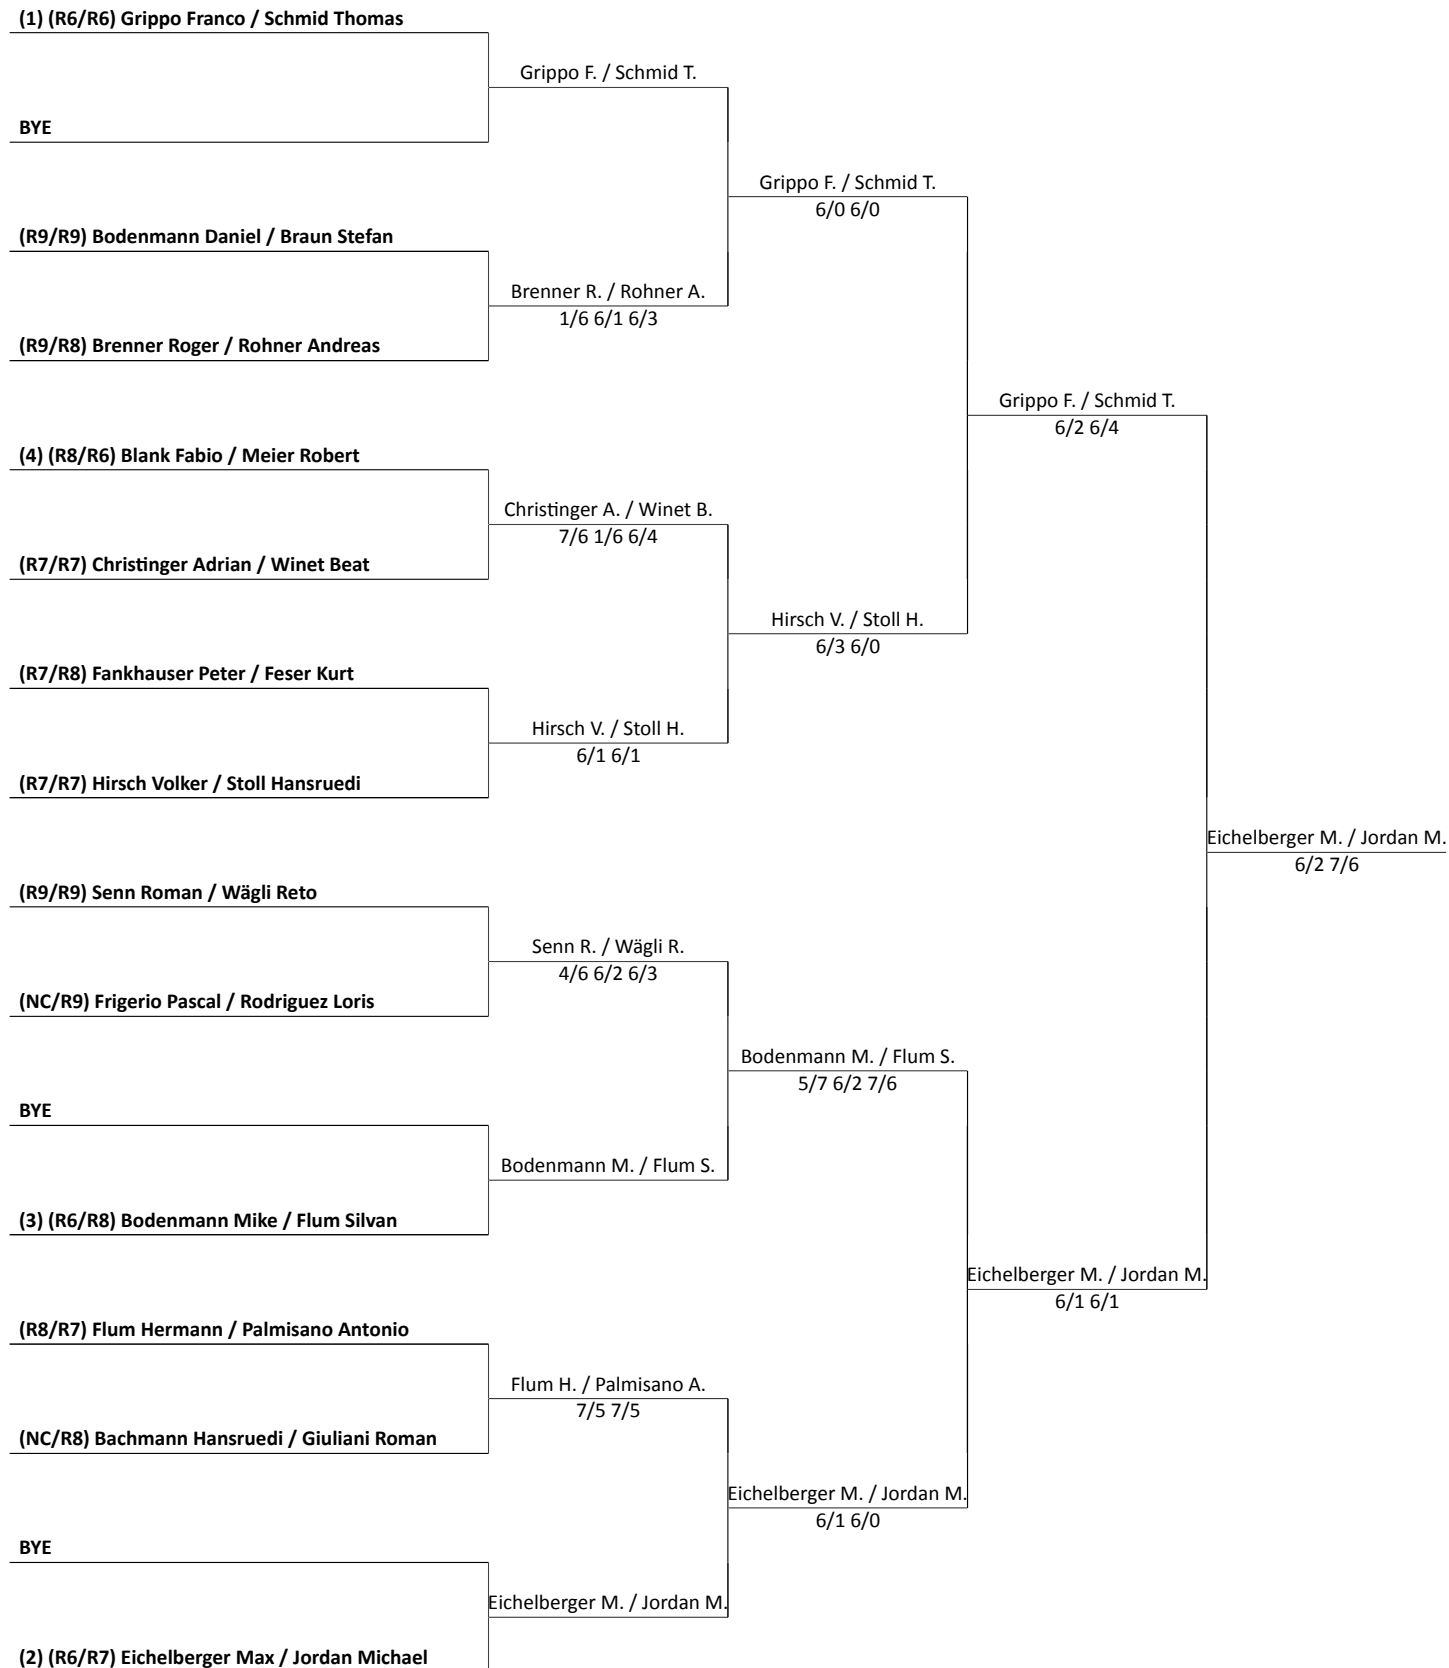 (1) (R6/R6) Grippo Franco / Schmid Thomas
Grippo F. / Schmid T.
BYE
Grippo F. / Schmid T.
6/0 6/0
(R9/R9) Bodenmann Daniel / Braun Stefan
Brenner R. / Rohner A.
1/6 6/1 6/3
(R9/R8) Brenner Roger / Rohner Andreas
Grippo F. / Schmid T.
6/2 6/4
(4) (R8/R6) Blank Fabio / Meier Robert
Christinger A. / Winet B.
7/6 1/6 6/4
(R7/R7) Christinger Adrian / Winet Beat
Hirsch V. / Stoll H.
6/3 6/0
(R7/R8) Fankhauser Peter / Feser Kurt
Hirsch V. / Stoll H.
6/1 6/1
(R7/R7) Hirsch Volker / Stoll Hansruedi
Eichelberger M. / Jordan M.
6/2 7/6
(R9/R9) Senn Roman / Wägli Reto
Senn R. / Wägli R.
4/6 6/2 6/3
(NC/R9) Frigerio Pascal / Rodriguez Loris
Bodenmann M. / Flum S.
5/7 6/2 7/6
BYE
Bodenmann M. / Flum S.
(3) (R6/R8) Bodenmann Mike / Flum Silvan
Eichelberger M. / Jordan M.
6/1 6/1
(R8/R7) Flum Hermann / Palmisano Antonio
Flum H. / Palmisano A.
7/5 7/5
(NC/R8) Bachmann Hansruedi / Giuliani Roman
Eichelberger M. / Jordan M.
6/1 6/0
BYE
Eichelberger M. / Jordan M.
(2) (R6/R7) Eichelberger Max / Jordan Michael